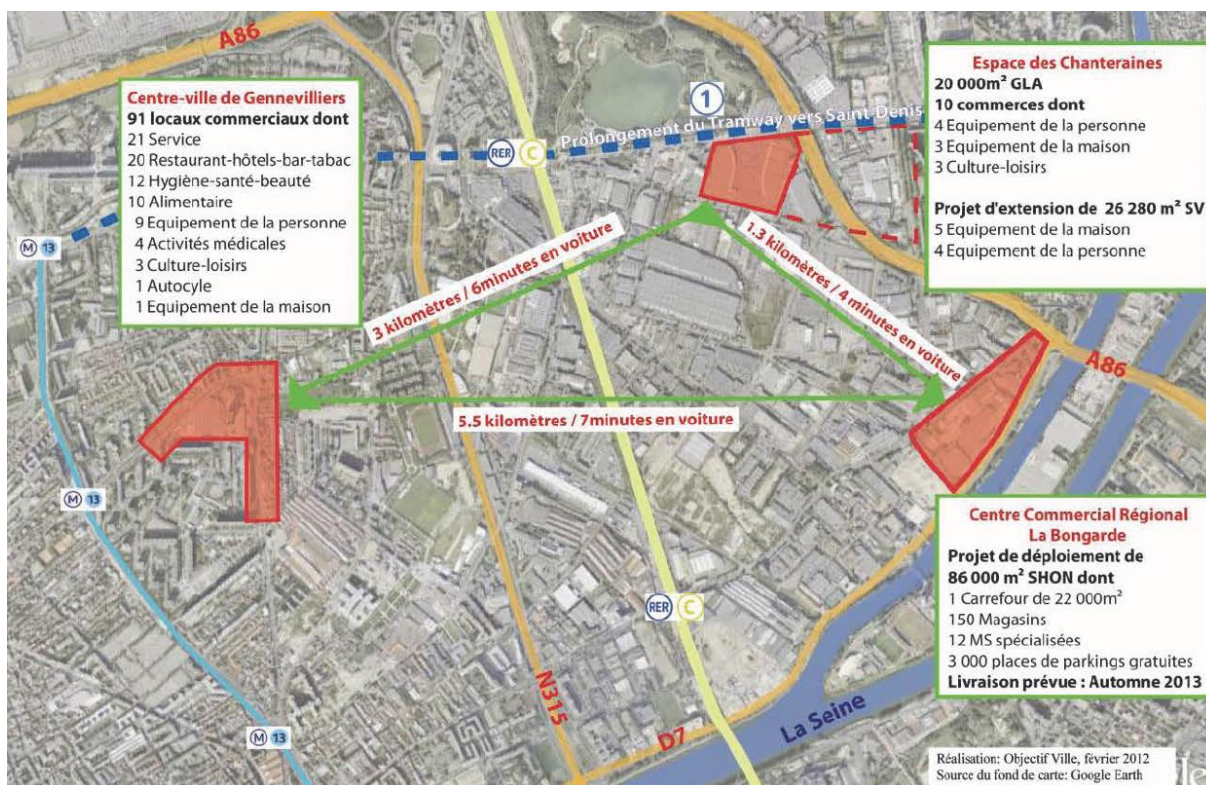 A86
Centre-ville de Gennevilliers
91 locaux commerciaux dont
21 Service
20 Restaurant-hôtels-bar-tabac
12 Hygiène-santé-beauté
10 Alimentaire
9 Equipement de la personne
4 Activités médicales
3 Culture-loisirs
1 Autocyle
1 Equipement de la maison
1
Prolongement du Tramway vers Saint-Denis
RER C
Espace des Chanteraines
20 000m² GLA
10 commerces dont
4 Equipement de la personne
3 Equipement de la maison
3 Culture-loisirs
Projet d'extension de 26 280 m² SV
5 Equipement de la maison
4 Equipement de la personne
M 13
3 kilomètres / 6minutes en voiture
1.3 kilomètres / 4 minutes en voiture
A86
5.5 kilomètres / 7minutes en voiture
M 13
Centre Commercial Régional
La Bongarde
Projet de déploiement de
86 000 m² SHON dont
1 Carrefour de 22 000m²
150 Magasins
12 MS spécialisées
3 000 places de parkings gratuites
Livraison prévue : Automne 2013
RER C
N315
D7
La Seine
M 13
Réalisation: Objectif Ville, février 2012
Source du fond de carte: Google Earth